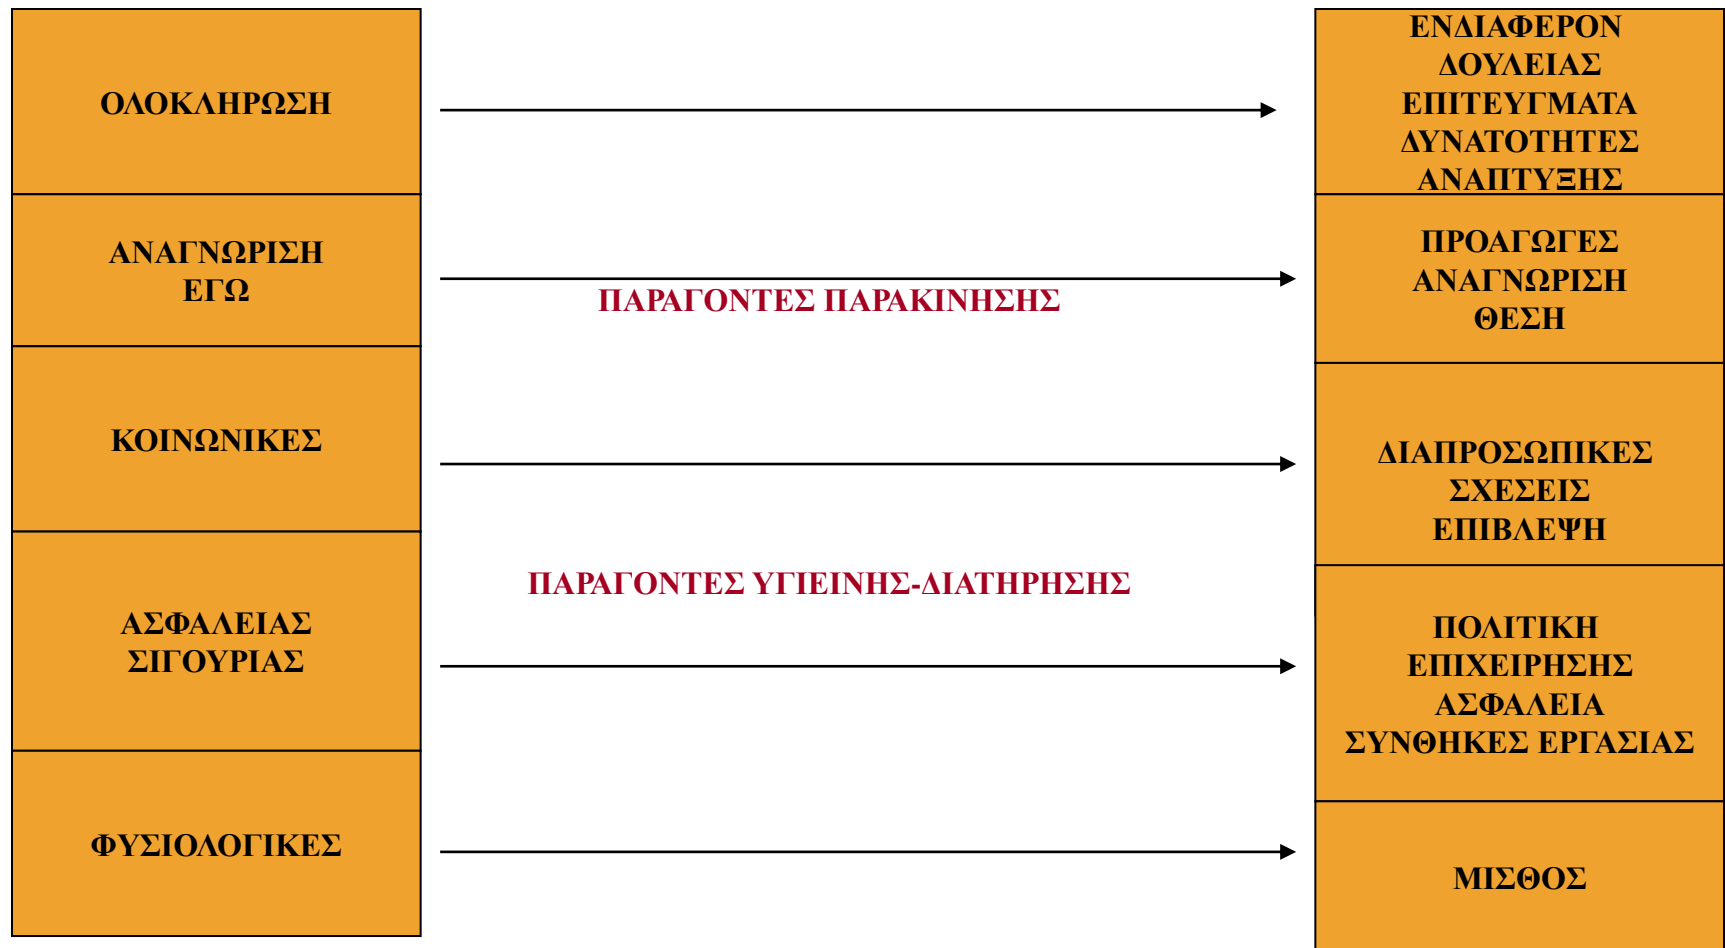 ΟΛΟΚΛΗΡΩΣΗ
ΕΝΔΙΑΦΕΡΟΝ
ΔΟΥΛΕΙΑΣ
ΕΠΙΤΕΥΓΜΑΤΑ
ΔΥΝΑΤΟΤΗΤΕΣ
ΑΝΑΠΤΥΞΗΣ
ΑΝΑΓΝΩΡΙΣΗ
ΕΓΩ
ΠΑΡΑΓΟΝΤΕΣ ΠΑΡΑΚΙΝΗΣΗΣ
ΠΡΟΑΓΩΓΕΣ
ΑΝΑΓΝΩΡΙΣΗ
ΘΕΣΗ
ΚΟΙΝΩΝΙΚΕΣ
ΔΙΑΠΡΟΣΩΠΙΚΕΣ
ΣΧΕΣΕΙΣ
ΕΠΙΒΛΕΨΗ
ΠΑΡΑΓΟΝΤΕΣ ΥΓΙΕΙΝΗΣ-ΔΙΑΤΗΡΗΣΗΣ
ΑΣΦΑΛΕΙΑΣ
ΣΙΓΟΥΡΙΑΣ
ΠΟΛΙΤΙΚΗ
ΕΠΙΧΕΙΡΗΣΗΣ
ΑΣΦΑΛΕΙΑ
ΣΥΝΘΗΚΕΣ ΕΡΓΑΣΙΑΣ
ΦΥΣΙΟΛΟΓΙΚΕΣ
ΜΙΣΘΟΣ